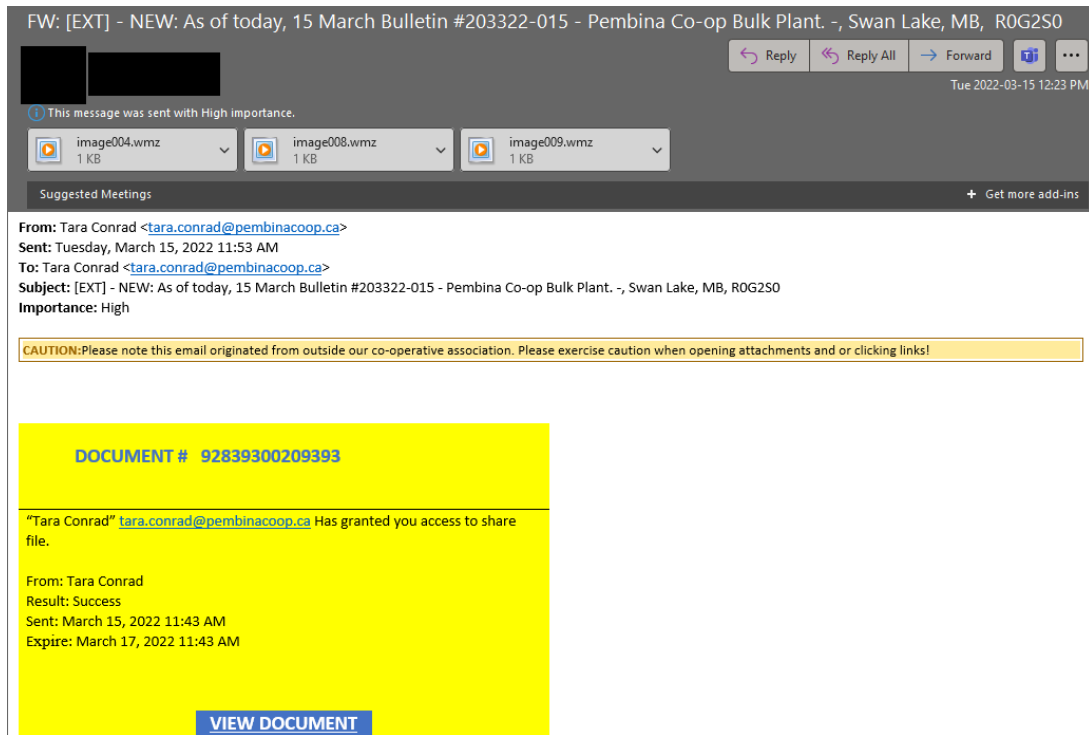 FW: [EXT] - NEW: As of today, 15 March Bulletin #203322-015 - Pembina Co-op Bulk Plant. -, Swan Lake, MB,  R0G2S0
Reply
Reply All
Forward
Tue 2022-03-15 12:23 PM
This message was sent with High importance.
image004.wmz
1 KB
image008.wmz
1 KB
image009.wmz
1 KB
Suggested Meetings
+ Get more add-ins
From: Tara Conrad <tara.conrad@pembinacoop.ca>
Sent: Tuesday, March 15, 2022 11:53 AM
To: Tara Conrad <tara.conrad@pembinacoop.ca>
Subject: [EXT] - NEW: As of today, 15 March Bulletin #203322-015 - Pembina Co-op Bulk Plant. -, Swan Lake, MB, R0G2S0
Importance: High
CAUTION:Please note this email originated from outside our co-operative association. Please exercise caution when opening attachments and or clicking links!
DOCUMENT #  92839300209393
“Tara Conrad” tara.conrad@pembinacoop.ca Has granted you access to share
file.
From: Tara Conrad
Result: Success
Sent: March 15, 2022 11:43 AM
Expire: March 17, 2022 11:43 AM
VIEW DOCUMENT